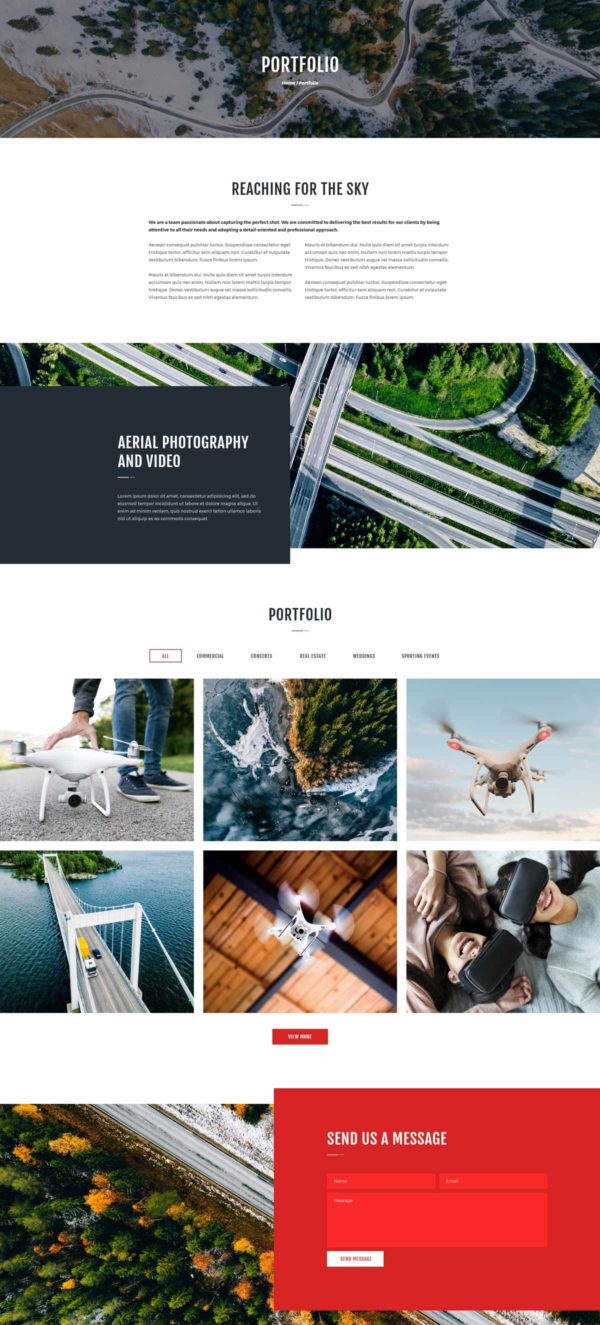 PORTFOLIO
Home / Portfolio
REACHING FOR THE SKY
We are a team passionate about capturing the perfect shot. We are committed to delivering the best results for our clients by being
attentive to all their needs and adopting a detail-oriented and professional approach.
Aenean consequat pulvinar luctus. Suspendisse consectetur eget
tristique tortor, efficitur sem aliquam non. Curabitur et vulputate
vestibulum bibendum. Fusce finibus lorem ipsum.
Mauris et bibendum dui. Nulla quis diam sit amet turpis interdum
accumsan quis nec enim. Nullam non lorem mattis turpis tempor
tristique. Donec vestibulum augue vel massa sollicitudin convallis.
Vivamus faucibus ex sed nibh egestas elementum.
Mauris et bibendum dui. Nulla quis diam sit amet turpis interdum
accumsan quis nec enim. Nullam non lorem mattis turpis tempor
tristique. Donec vestibulum augue vel massa sollicitudin convallis.
Vivamus faucibus ex sed nibh egestas elementum.
Aenean consequat pulvinar luctus. Suspendisse consectetur eget
tristique tortor, efficitur sem aliquam non. Curabitur et vulputate
vestibulum bibendum. Fusce finibus lorem ipsum.
AERIAL PHOTOGRAPHY
AND VIDEO
Lorem ipsum dolor sit amet, consectetur adipisicing elit, sed do
eiusmod tempor incididunt ut labore et dolore magna aliqua. Ut
enim ad minim veniam, quis nostrud exerci tation ullamco laboris
nisl ut aliquip ex ea commodo consequat.
PORTFOLIO
ALL
COMMERCIAL
CONCERTS
REAL ESTATE
WEDDINGS
SPORTING EVENTS
VIEW MORE
SEND US A MESSAGE
Name
Email
Message
SEND MESSAGE